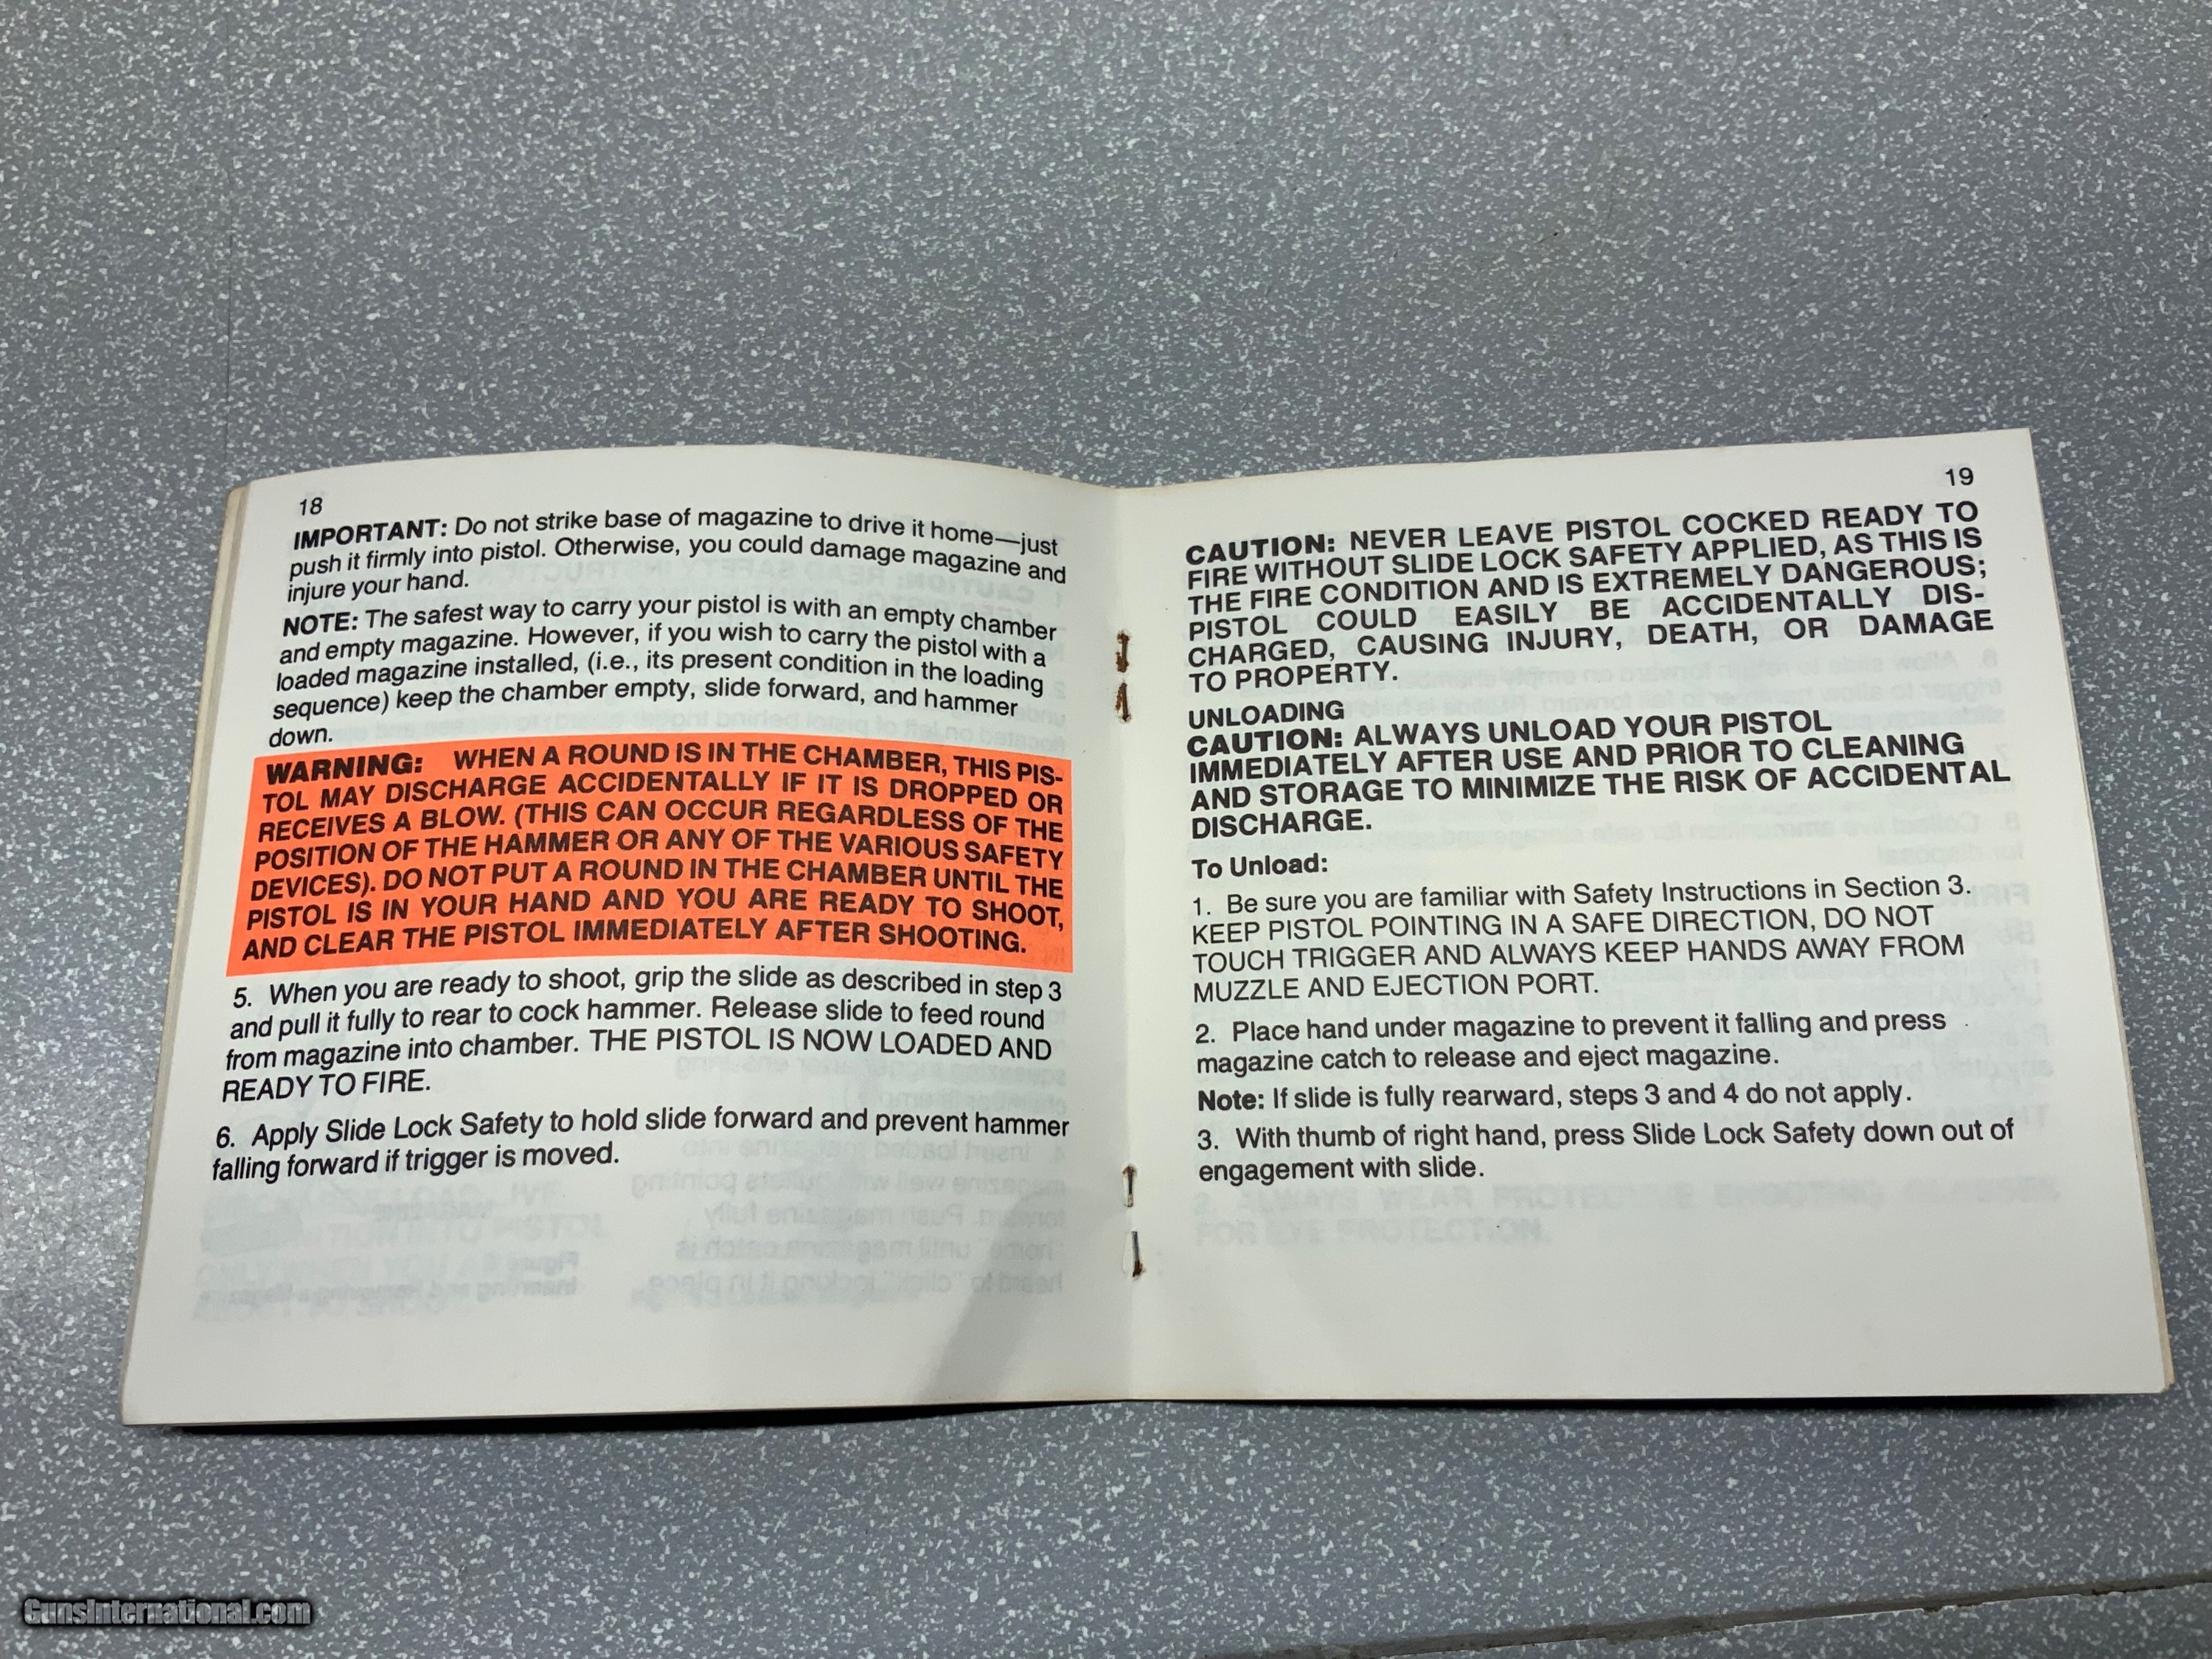 18
IMPORTANT: Do not strike base of magazine to drive it home—just
push it firmly into pistol. Otherwise, you could damage magazine and
injure your hand.
NOTE: The safest way to carry your pistol is with an empty chamber
and empty magazine. However, if you wish to carry the pistol with a
loaded magazine installed, (i.e., its present condition in the loading
sequence) keep the chamber empty, slide forward, and hammer
down.
WARNING: WHEN A ROUND IS IN THE CHAMBER, THIS PIS-
TOL MAY DISCHARGE ACCIDENTALLY IF IT IS DROPPED OR
RECEIVES A BLOW. (THIS CAN OCCUR REGARDLESS OF THE
POSITION OF THE HAMMER OR ANY OF THE VARIOUS SAFETY
DEVICES). DO NOT PUT A ROUND IN THE CHAMBER UNTIL THE
PISTOL IS IN YOUR HAND AND YOU ARE READY TO SHOOT,
AND CLEAR THE PISTOL IMMEDIATELY AFTER SHOOTING.
5. When you are ready to shoot, grip the slide as described in step 3
and pull it fully to rear to cock hammer. Release slide to feed round
from magazine into chamber. THE PISTOL IS NOW LOADED AND
READY TO FIRE.
6. Apply Slide Lock Safety to hold slide forward and prevent hammer
falling forward if trigger is moved.
19
CAUTION: NEVER LEAVE PISTOL COCKED READY TO
FIRE WITHOUT SLIDE LOCK SAFETY APPLIED, AS THIS IS
THE FIRE CONDITION AND IS EXTREMELY DANGEROUS;
PISTOL COULD EASILY BE ACCIDENTALLY DIS-
CHARGED, CAUSING INJURY, DEATH, OR DAMAGE
TO PROPERTY.
UNLOADING
CAUTION: ALWAYS UNLOAD YOUR PISTOL
IMMEDIATELY AFTER USE AND PRIOR TO CLEANING
AND STORAGE TO MINIMIZE THE RISK OF ACCIDENTAL
DISCHARGE.
To Unload:
1. Be sure you are familiar with Safety Instructions in Section 3.
KEEP PISTOL POINTING IN A SAFE DIRECTION, DO NOT
TOUCH TRIGGER AND ALWAYS KEEP HANDS AWAY FROM
MUZZLE AND EJECTION PORT.
2. Place hand under magazine to prevent it falling and press
magazine catch to release and eject magazine.
Note: If slide is fully rearward, steps 3 and 4 do not apply.
3. With thumb of right hand, press Slide Lock Safety down out of
engagement with slide.
GunsInternational.com